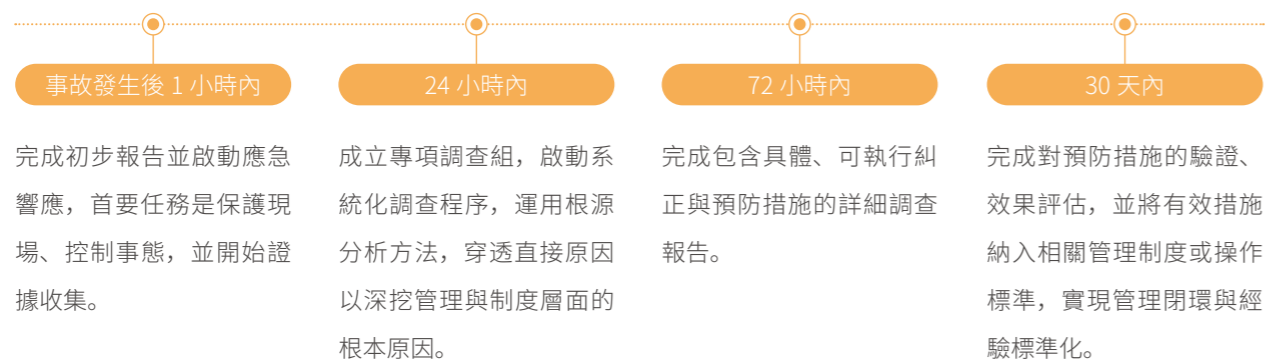 事故發生後 1 小時內
完成初步報告並啟動應急
響應，首要任務是保護現
場、控制事態，並開始證
據收集。
24 小時內
成立專項調查組，啟動系
統化調查程序，運用根源
分析方法，穿透直接原因
以深挖管理與制度層面的
根本原因。
72 小時內
完成包含具體、可執行糾
正與預防措施的詳細調查
報告。
30 天內
完成對預防措施的驗證、
效果評估，並將有效措施
納入相關管理制度或操作
標準，實現管理閉環與經
驗標準化。